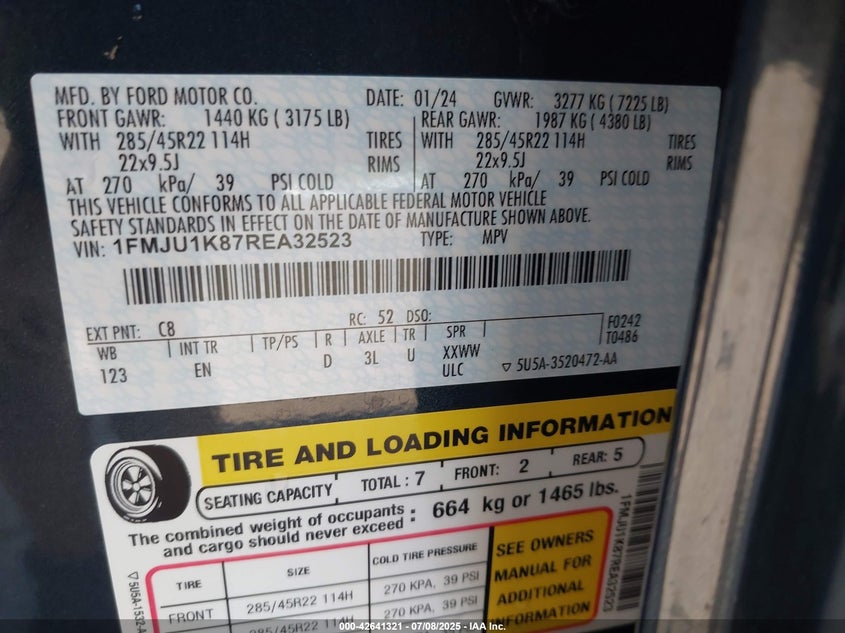 MFD. BY FORD MOTOR CO. DATE: 01/24 GVWR: 3277 KG ( 7225 LB)
FRONT GAWR: 1440 KG ( 3175 LB) REAR GAWR: 1987 KG ( 4380 LB)
WITH 285/45R22 114H TIRES WITH 285/45R22 114H TIRES
22x9.5J RIMS 22x9.5J RIMS
AT 270 kPa/ 39 PSI COLD AT 270 kPa/ 39 PSI COLD
THIS VEHICLE CONFORMS TO ALL APPLICABLE FEDERAL MOTOR VEHICLE
SAFETY STANDARDS IN EFFECT ON THE DATE OF MANUFACTURE SHOWN ABOVE.
VIN: 1FMJU1K87REA32523 TYPE: MPV
EXT PNT: C8 RC: 52 DSO: F0242
WB INT TR TP/PS R AXLE TR SPR T0486
123 EN D 3L U XXWW
ULC ▽ 5U5A-3520472-AA
TIRE AND LOADING INFORMATION
SEATING CAPACITY TOTAL : 7 FRONT: 2 REAR: 5
The combined weight of occupants and cargo should never exceed : 664 kg or 1465 lbs.
TIRE SIZE COLD TIRE PRESSURE
FRONT 285/45R22 114H 270 KPA, 39 PSI
285/45R22 114H 270 KPA, 39 PSI
SEE OWNERS
MANUAL FOR
ADDITIONAL
INFORMATION
1FMJU1K87REA32523
▽ 5U5A-1532-A
000-42641321 - 07/08/2025 - IAA Inc.